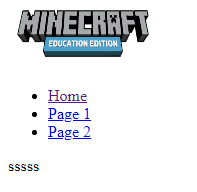 MINECRAFT
EDUCATION EDITION
Home
Page 1
Page 2
sssss